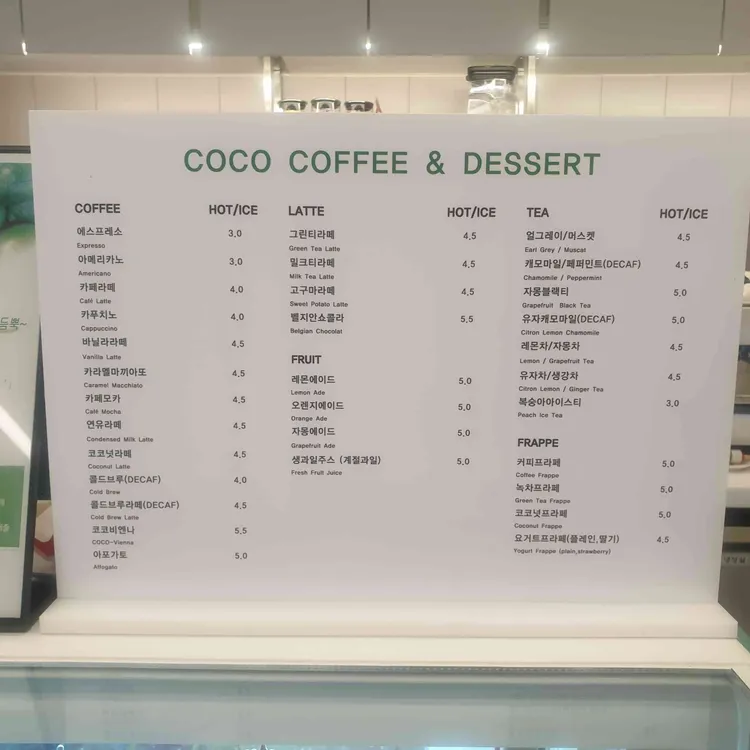 COCO COFFEE & DESSERT
COFFEE HOT/ICE
에스프레소 3,0
Expresso
아메리카노 3,0
Americano
카페라떼 4,0
Café Latte
카푸치노 4,0
Cappuccino
바닐라라떼 4,5
Vanilla Latte
카라멜마끼아또 4,5
Caramel Macchiato
카페모카 4,5
Café Mocha
연유라떼 4,5
Condensed Milk Latte
코코넛라떼 4,5
Coconut Latte
콜드브루(DECAF) 4,0
Cold Brew
콜드브루라떼(DECAF) 4,5
Cold Brew Latte
코코비엔나 5,5
COCO-Vienna
아포가토 5,0
Affogato
LATTE HOT/ICE
그린티라떼 4,5
Green Tea Latte
밀크티라떼 4,5
Milk Tea Latte
고구마라떼 4,5
Sweet Potato Latte
벨지안쇼콜라 5,5
Belgian Chocolat
FRUIT
레몬에이드 5,0
Lemon Ade
오렌지에이드 5,0
Orange Ade
자몽에이드 5,0
Grapefruit Ade
생과일주스 (계절과일) 5,0
Fresh Fruit Juice
TEA HOT/ICE
얼그레이/머스켓 4,5
Earl Grey / Muscat
캐모마일/페퍼민트(DECAF) 4,5
Chamomile / Peppermint
자몽블랙티 5,0
Grapefruit Black Tea
유자캐모마일(DECAF) 5,0
Citron Lemon Chamomile
레몬차/자몽차 4,5
Lemon / Grapefruit Tea
유자차/생강차 4,5
Citron Lemon / Ginger Tea
복숭아아이스티 3,0
Peach Ice Tea
FRAPPE
커피프라페 5,0
Coffee Frappe
녹차프라페 5,0
Green Tea Frappe
코코넛프라페 5,0
Coconut Frappe
요거트프라페(플레인,딸기) 4,5
Yogurt Frappe (plain,strawberry)